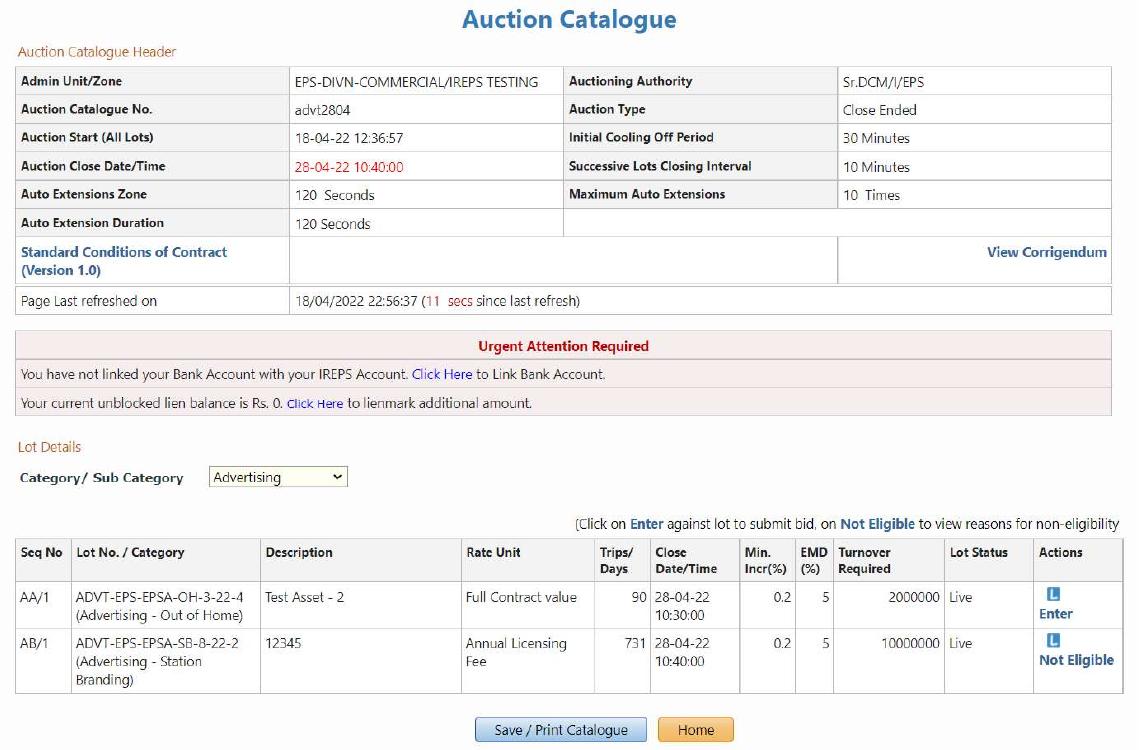 Auction Catalogue
Auction Catalogue Header
Admin Unit/Zone EPS-DIVN-COMMERCIAL/IREPS TESTING Auctioning Authority Sr.DCM/I/EPS
Auction Catalogue No. advt2804 Auction Type Close Ended
Auction Start (All Lots) 18-04-22 12:36:57 Initial Cooling Off Period 30 Minutes
Auction Close Date/Time 28-04-22 10:40:00 Successive Lots Closing Interval 10 Minutes
Auto Extensions Zone 120 Seconds Maximum Auto Extensions 10 Times
Auto Extension Duration 120 Seconds
Standard Conditions of Contract View Corrigendum
(Version 1.0)
Page Last refreshed on 18/04/2022 22:56:37 (11 secs since last refresh)
Urgent Attention Required
You have not linked your Bank Account with your IREPS Account. Click Here to Link Bank Account.
Your current unblocked lien balance is Rs. 0. Click Here to lienmark additional amount.
Lot Details
Category/ Sub Category Advertising
(Click on Enter against lot to submit bid, on Not Eligible to view reasons for non-eligibility
Seq No Lot No. / Category Description Rate Unit Trips/ Close Min. EMD Turnover Lot Status Actions
Days Date/Time Incr(%) (%) Required
AA/1 ADVT-EPS-EPSA-OH-3-22-4 Test Asset - 2 Full Contract value 90 28-04-22 0.2 5 2000000 Live L
(Advertising - Out of Home) 10:30:00 Enter
AB/1 ADVT-EPS-EPSA-SB-8-22-2 12345 Annual Licensing 731 28-04-22 0.2 5 10000000 Live L
(Advertising - Station Fee 10:40:00 Not Eligible
Branding)
Save / Print Catalogue Home